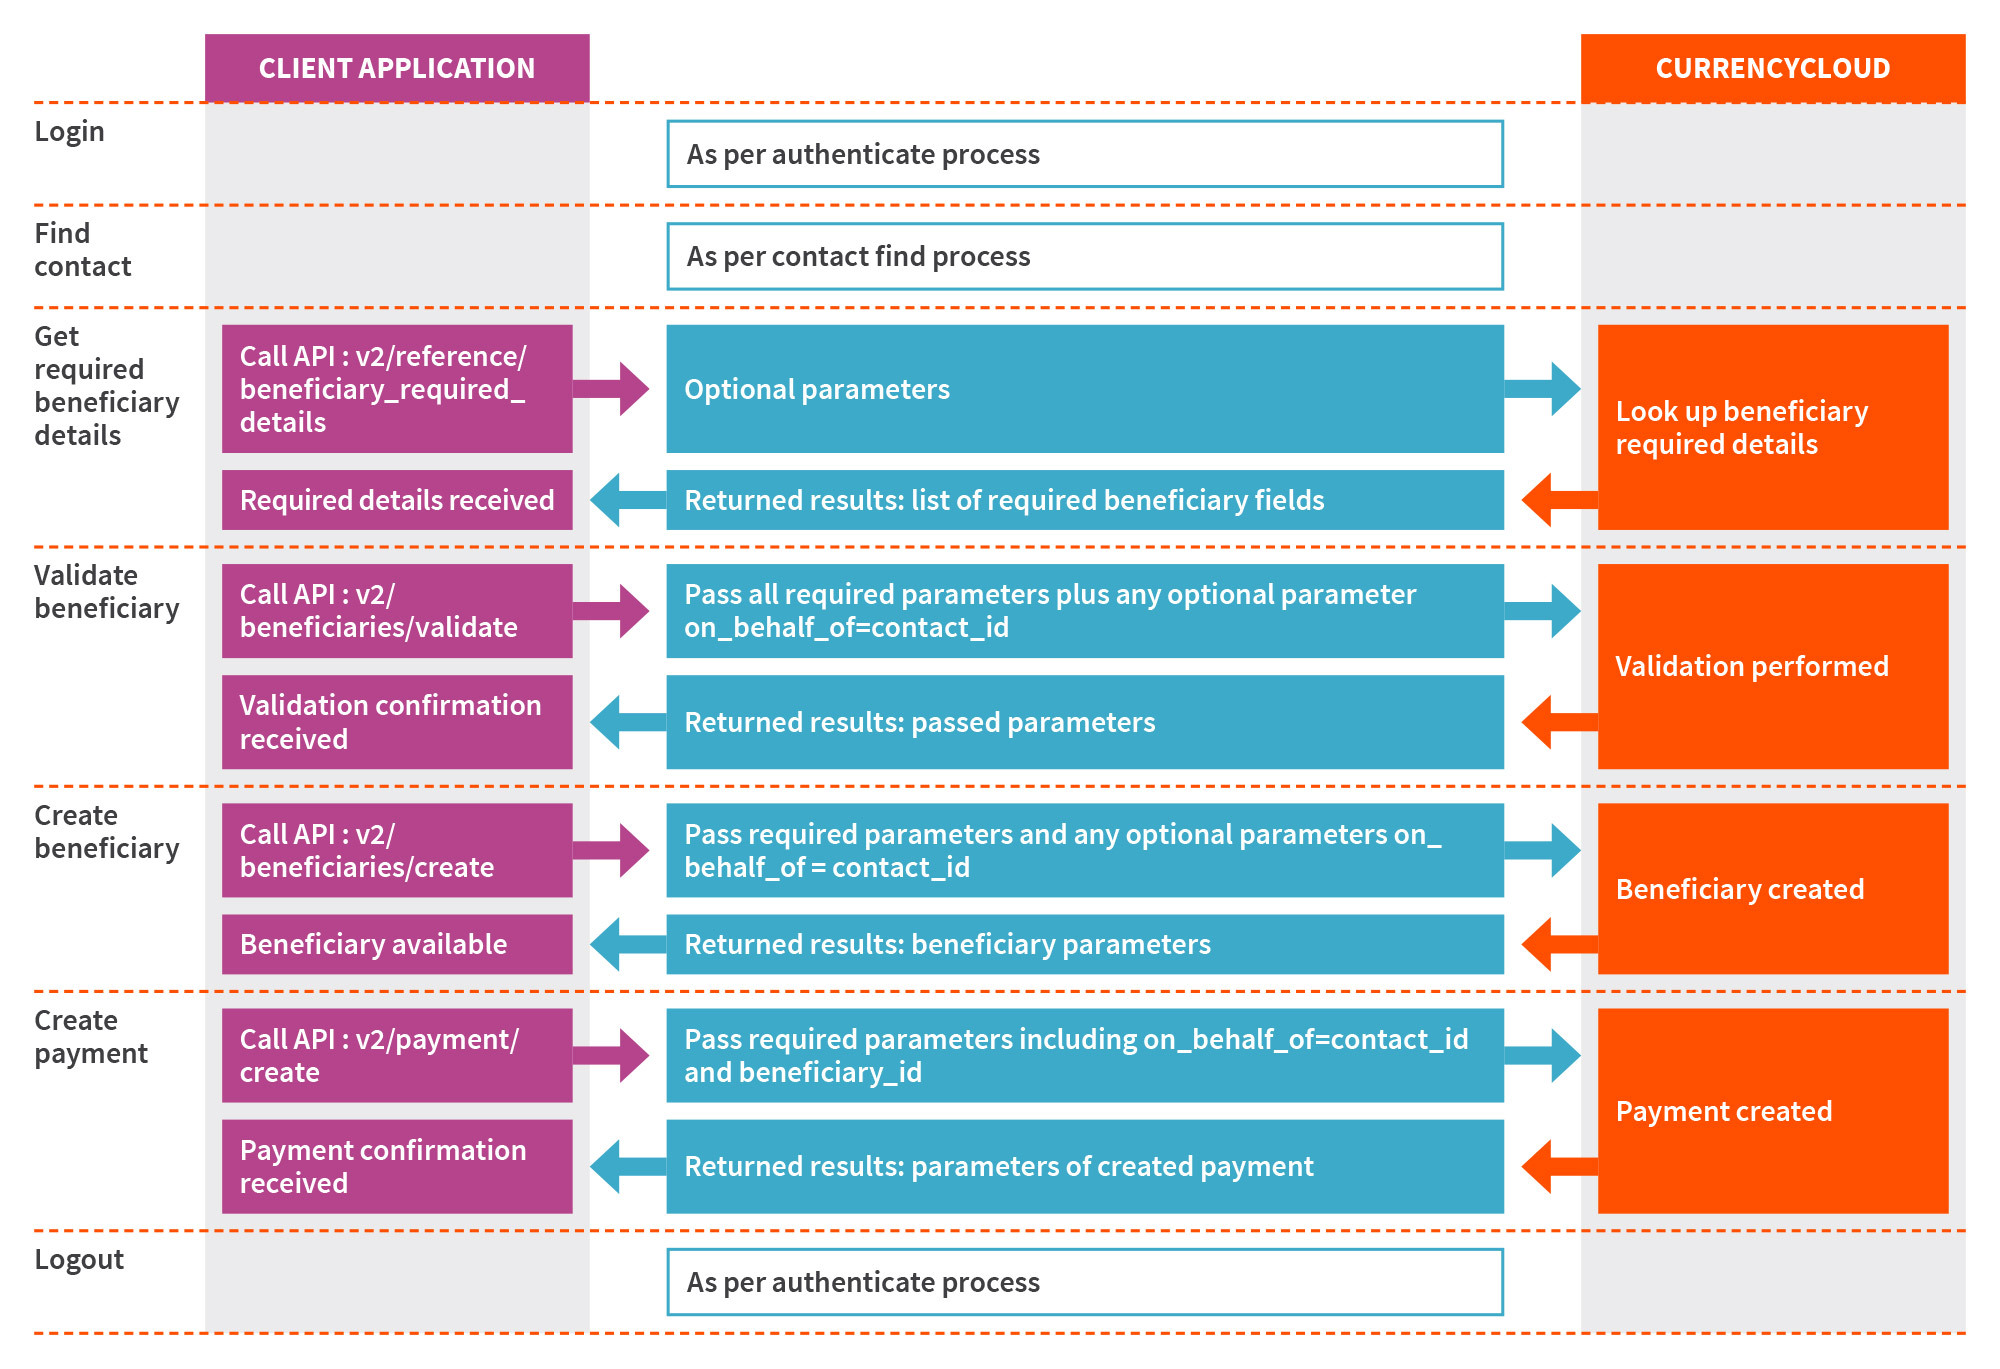 CLIENT APPLICATION
CURRENCYCLOUD
Login
As per authenticate process
Find
contact
As per contact find process
Get
required
beneficiary
details
Call API : v2/reference/
beneficiary_required_
details
Optional parameters
Look up beneficiary
required details
Required details received
Returned results: list of required beneficiary fields
Validate
beneficiary
Call API : v2/
beneficiaries/validate
Pass all required parameters plus any optional parameter
on_behalf_of=contact_id
Validation performed
Validation confirmation
received
Returned results: passed parameters
Create
beneficiary
Call API : v2/
beneficiaries/create
Pass required parameters and any optional parameters on_
behalf_of = contact_id
Beneficiary created
Beneficiary available
Returned results: beneficiary parameters
Create
payment
Call API : v2/payment/
create
Pass required parameters including on_behalf_of=contact_id
and beneficiary_id
Payment created
Payment confirmation
received
Returned results: parameters of created payment
Logout
As per authenticate process